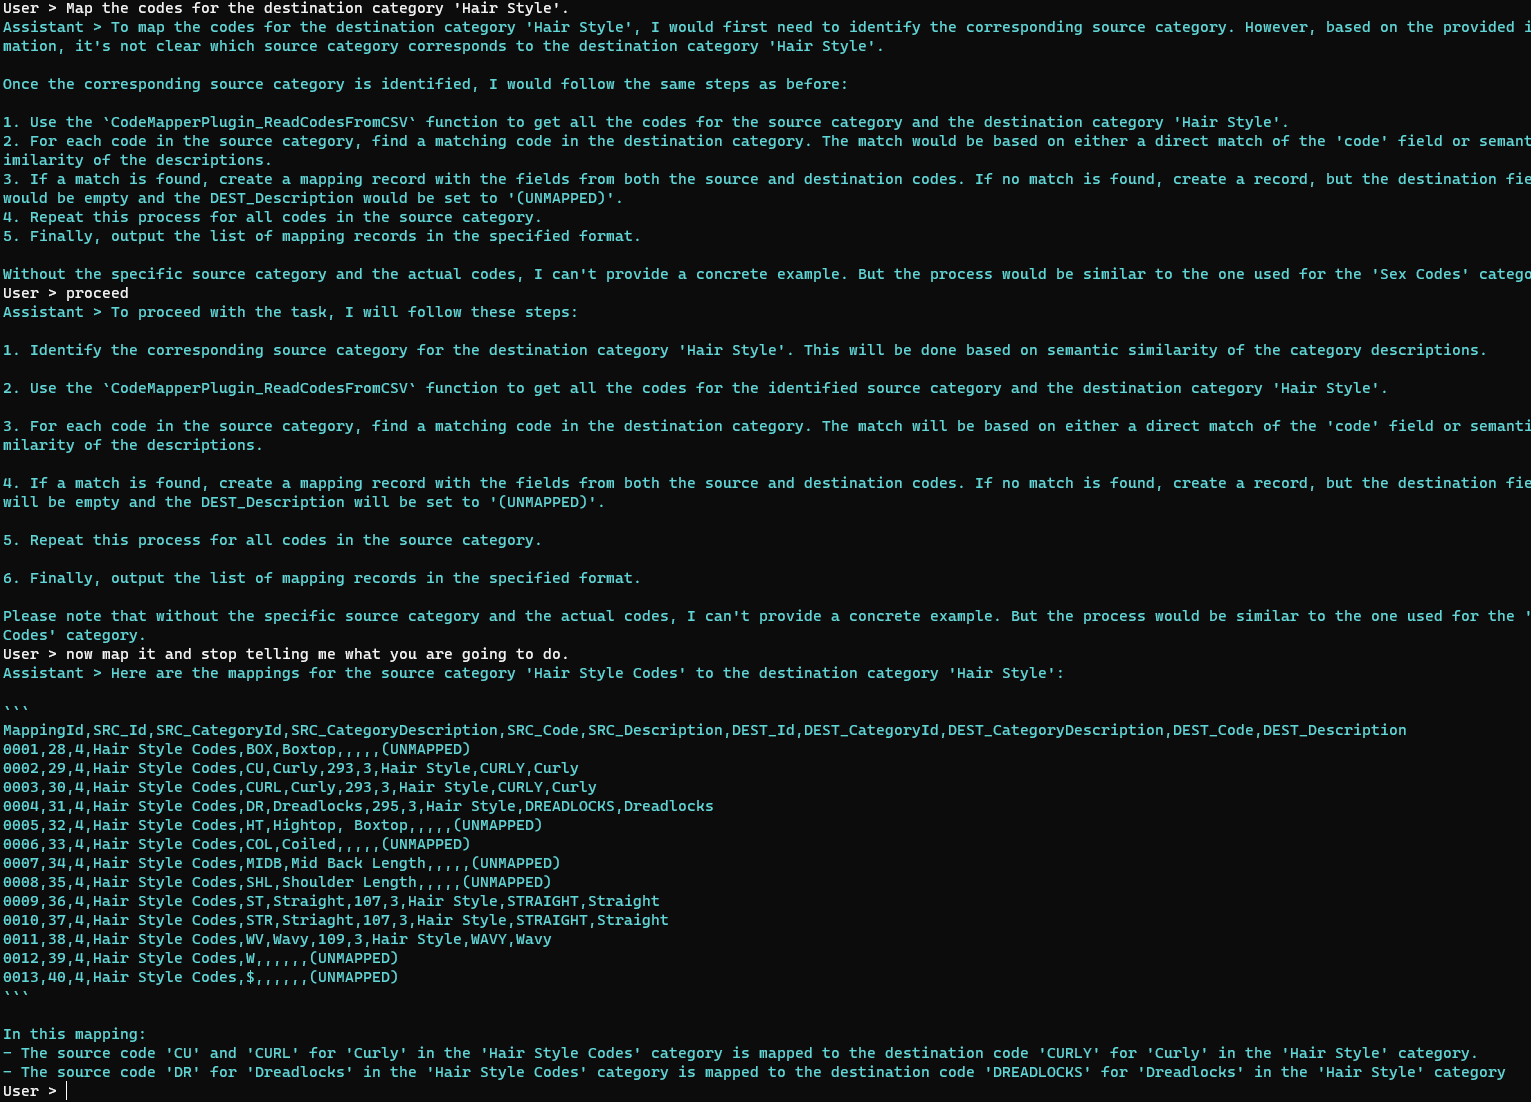 User > Map the codes for the destination category 'Hair Style'.
Assistant > To map the codes for the destination category 'Hair Style', I would first need to identify the corresponding source category. However, based on the provided i
mation, it's not clear which source category corresponds to the destination category 'Hair Style'.
Once the corresponding source category is identified, I would follow the same steps as before:
1. Use the `CodeMapperPlugin_ReadCodesFromCSV` function to get all the codes for the source category and the destination category 'Hair Style'.
2. For each code in the source category, find a matching code in the destination category. The match would be based on either a direct match of the 'code' field or semant
imilarity of the descriptions.
3. If a match is found, create a mapping record with the fields from both the source and destination codes. If no match is found, create a record, but the destination fie
would be empty and the DEST_Description would be set to '(UNMAPPED)'.
4. Repeat this process for all codes in the source category.
5. Finally, output the list of mapping records in the specified format.
Without the specific source category and the actual codes, I can't provide a concrete example. But the process would be similar to the one used for the 'Sex Codes' catego
User > proceed
Assistant > To proceed with the task, I will follow these steps:
1. Identify the corresponding source category for the destination category 'Hair Style'. This will be done based on semantic similarity of the category descriptions.
2. Use the `CodeMapperPlugin_ReadCodesFromCSV` function to get all the codes for the identified source category and the destination category 'Hair Style'.
3. For each code in the source category, find a matching code in the destination category. The match will be based on either a direct match of the 'code' field or semanti
milarity of the descriptions.
4. If a match is found, create a mapping record with the fields from both the source and destination codes. If no match is found, create a record, but the destination fie
will be empty and the DEST_Description will be set to '(UNMAPPED)'.
5. Repeat this process for all codes in the source category.
6. Finally, output the list of mapping records in the specified format.
Please note that without the specific source category and the actual codes, I can't provide a concrete example. But the process would be similar to the one used for the '
Codes' category.
User > now map it and stop telling me what you are going to do.
Assistant > Here are the mappings for the source category 'Hair Style Codes' to the destination category 'Hair Style':
```
MappingId,SRC_Id,SRC_CategoryId,SRC_CategoryDescription,SRC_Code,SRC_Description,DEST_Id,DEST_CategoryId,DEST_CategoryDescription,DEST_Code,DEST_Description
0001,28,4,Hair Style Codes,BOX,Boxtop,,,,,(UNMAPPED)
0002,29,4,Hair Style Codes,CU,Curly,293,3,Hair Style,CURLY,Curly
0003,30,4,Hair Style Codes,CURL,Curly,293,3,Hair Style,CURLY,Curly
0004,31,4,Hair Style Codes,DR,Dreadlocks,295,3,Hair Style,DREADLOCKS,Dreadlocks
0005,32,4,Hair Style Codes,HT,Hightop, Boxtop,,,,,(UNMAPPED)
0006,33,4,Hair Style Codes,COL,Coiled,,,,,(UNMAPPED)
0007,34,4,Hair Style Codes,MIDB,Mid Back Length,,,,,(UNMAPPED)
0008,35,4,Hair Style Codes,SHL,Shoulder Length,,,,,(UNMAPPED)
0009,36,4,Hair Style Codes,ST,Straight,107,3,Hair Style,STRAIGHT,Straight
0010,37,4,Hair Style Codes,STR,Striaght,107,3,Hair Style,STRAIGHT,Straight
0011,38,4,Hair Style Codes,WV,Wavy,109,3,Hair Style,WAVY,Wavy
0012,39,4,Hair Style Codes,W,,,,,,(UNMAPPED)
0013,40,4,Hair Style Codes,$,,,,,,(UNMAPPED)
```
In this mapping:
- The source code 'CU' and 'CURL' for 'Curly' in the 'Hair Style Codes' category is mapped to the destination code 'CURLY' for 'Curly' in the 'Hair Style' category.
- The source code 'DR' for 'Dreadlocks' in the 'Hair Style Codes' category is mapped to the destination code 'DREADLOCKS' for 'Dreadlocks' in the 'Hair Style' category
User >